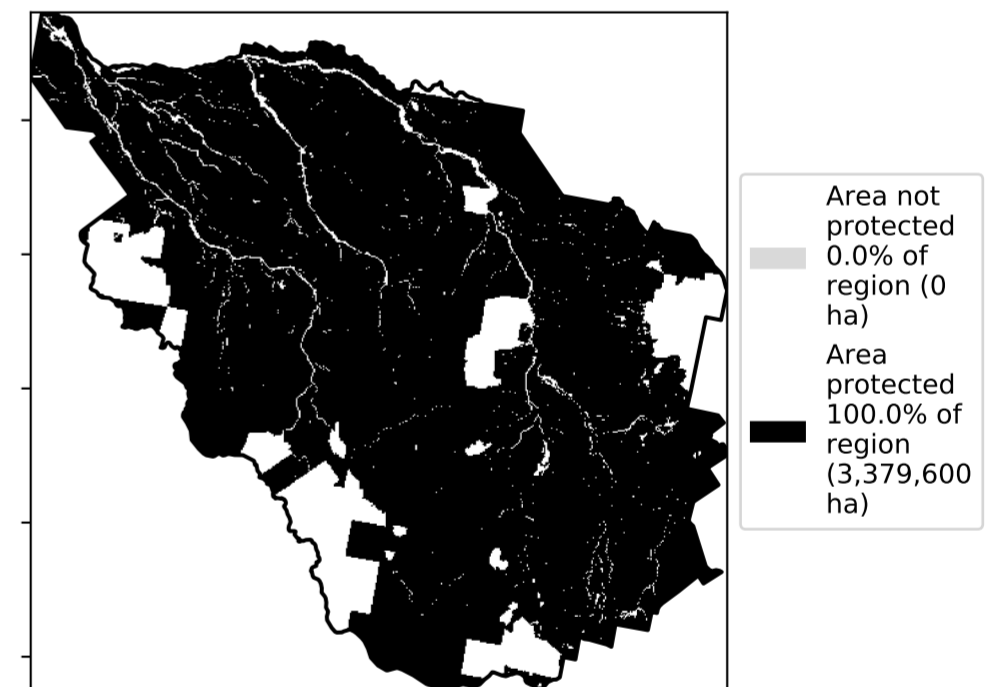 Area not
protected
0.0% of
region (0
ha)
Area
protected
100.0% of
region
(3,379,600
ha)